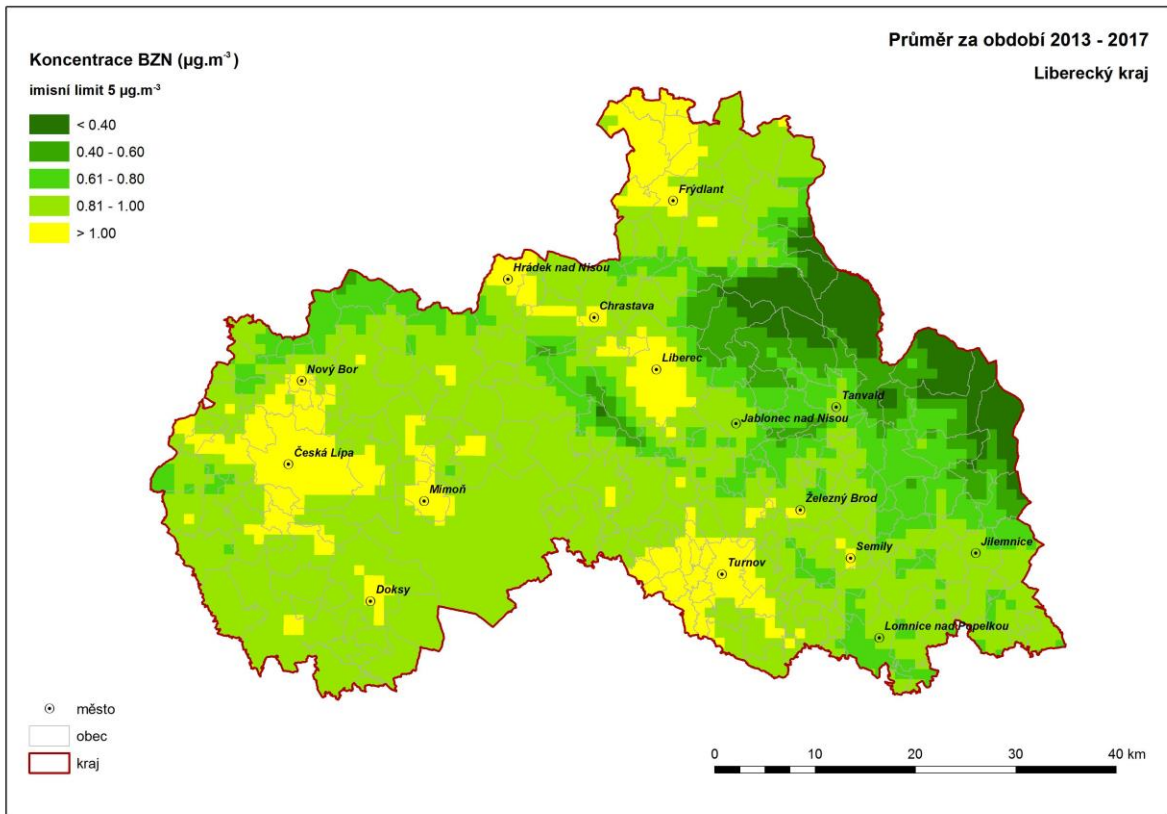 Průměr za období 2013 - 2017
Liberecký kraj
Koncentrace BZN (µg.m-3)
imisní limit 5 µg.m-3
< 0.40
0.40 - 0.60
0.61 - 0.80
0.81 - 1.00
> 1.00
Frýdlant
Hrádek nad Nisou
Chrastava
Liberec
Nový Bor
Tanvald
Jablonec nad Nisou
Česká Lípa
Mimoň
Železný Brod
Semily
Jilemnice
Turnov
Doksy
Lomnice nad Popelkou
město
obec
kraj
0 10 20 30 40 km